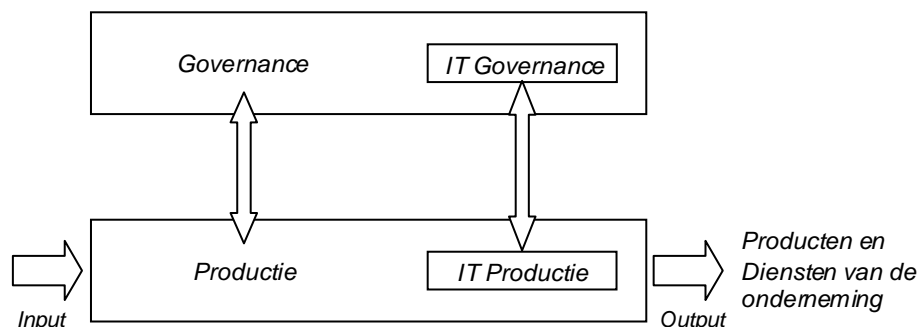 Governance
IT Governance
Productie
IT Productie
Producten en
Diensten van de
onderneming
Input
Output